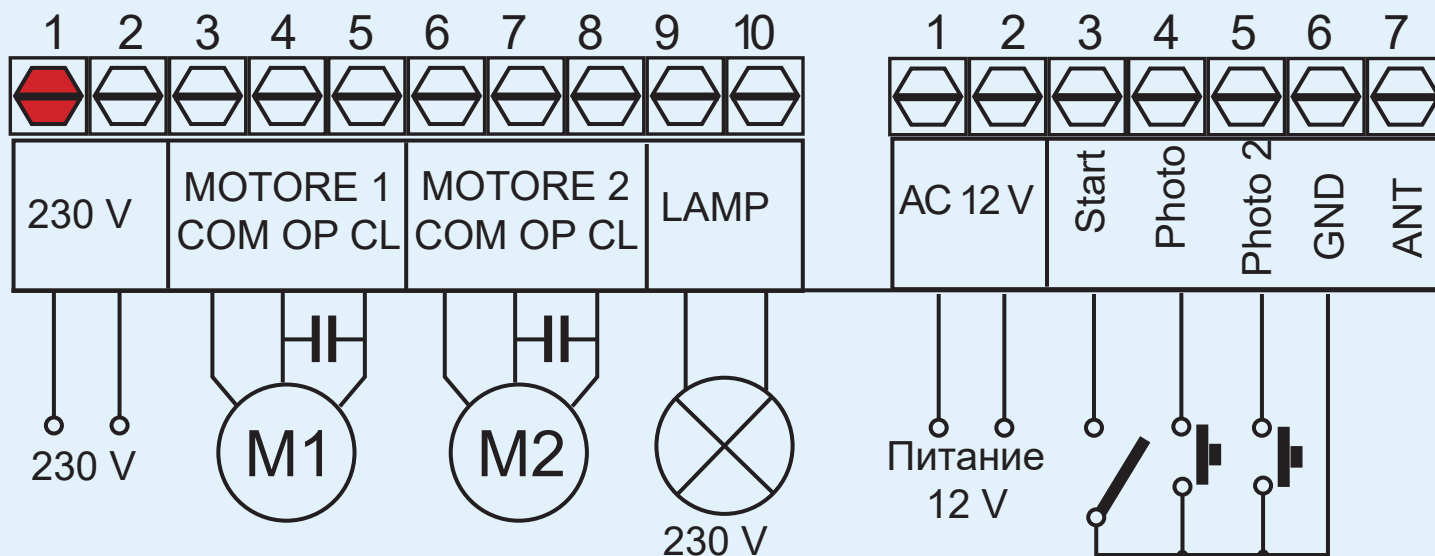 1 2 3 4 5 6 7 8 9 10
1 2 3 4 5 6 7
230 V
MOTORE 1
COM OP CL
MOTORE 2
COM OP CL
LAMP
AC 12 V
Start
Photo
Photo 2
GND
ANT
230 V
M1
M2
230 V
Питание
12 V